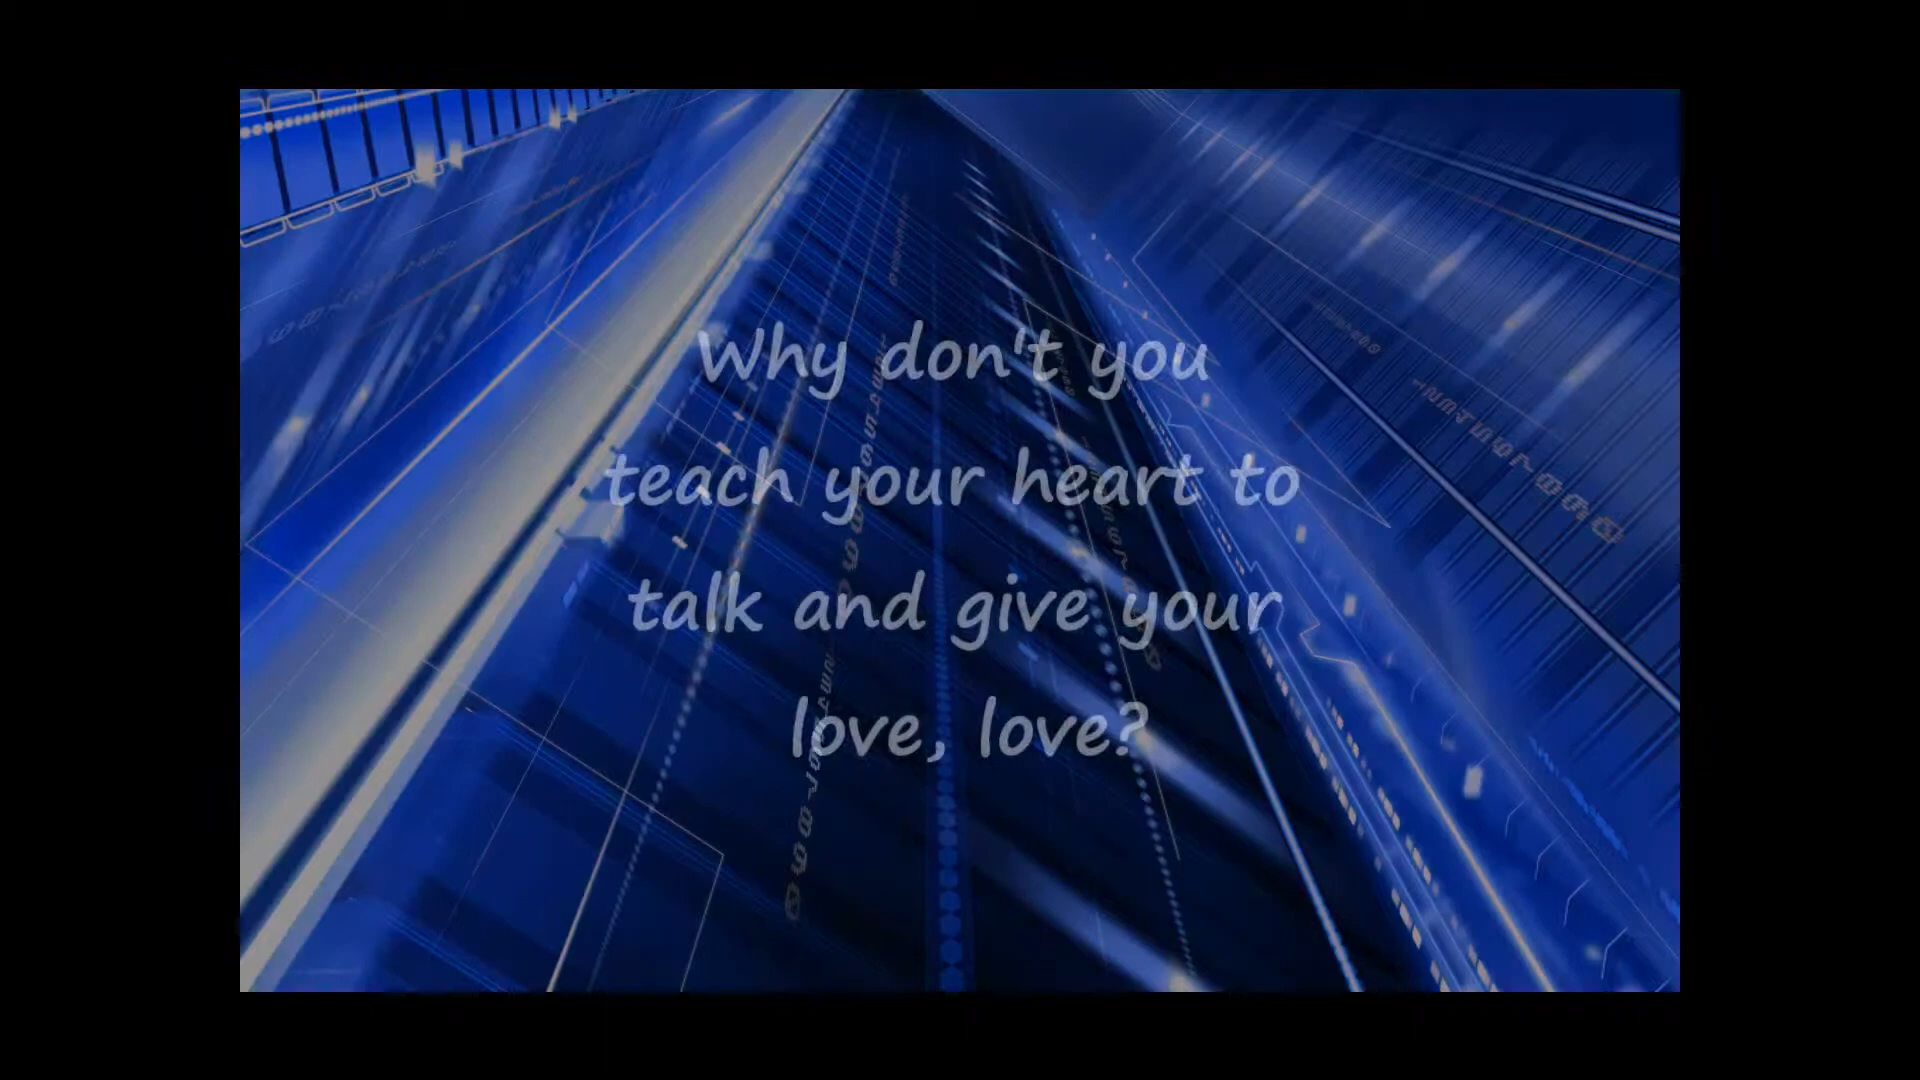 Why don't you
teach your heart to
talk and give your
love, love?